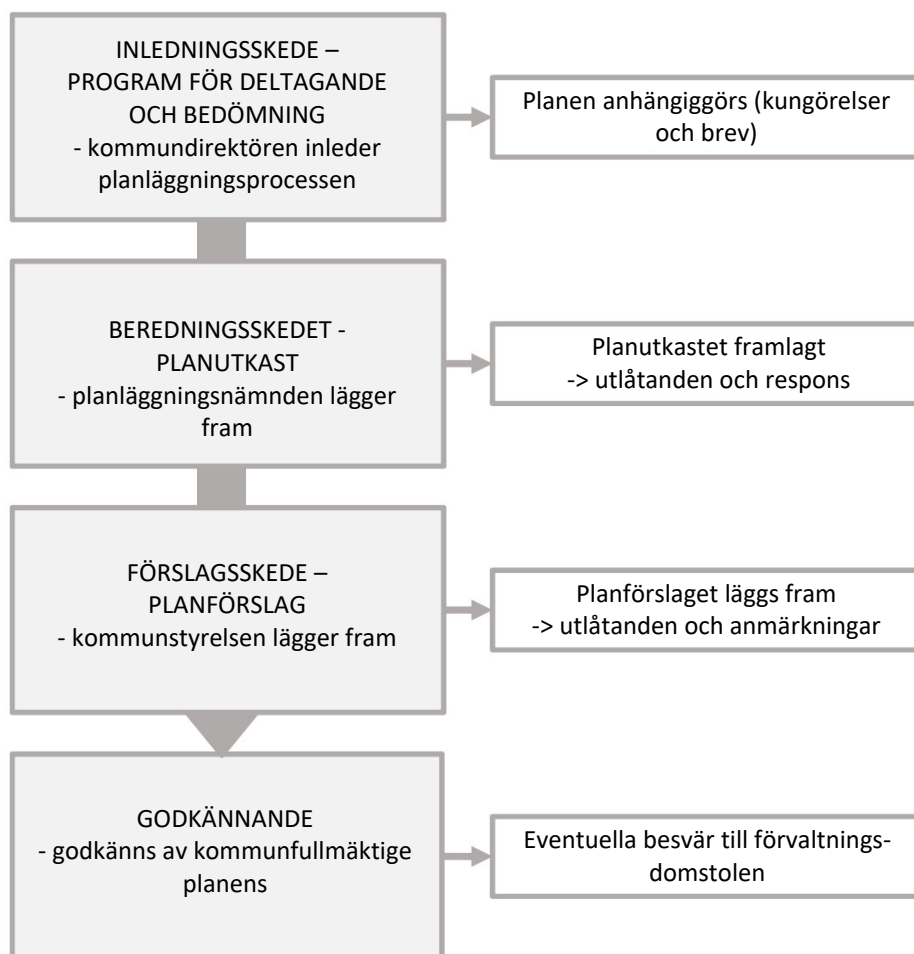 INLEDNINGSSKEDE –
PROGRAM FÖR DELTAGANDE
OCH BEDÖMNING
- kommundirektören inleder
planläggningsprocessen
Planen anhängiggörs (kungörelser
och brev)
BEREDNINGSSKEDET -
PLANUTKAST
- planläggningsnämnden lägger
fram
Planutkastet framlagt
-> utlåtanden och respons
FÖRSLAGSSKEDE –
PLANFÖRSLAG
- kommunstyrelsen lägger fram
Planförslaget läggs fram
-> utlåtanden och anmärkningar
GODKÄNNANDE
- godkänns av kommunfullmäktige
planens
Eventuella besvär till förvaltnings-
domstolen